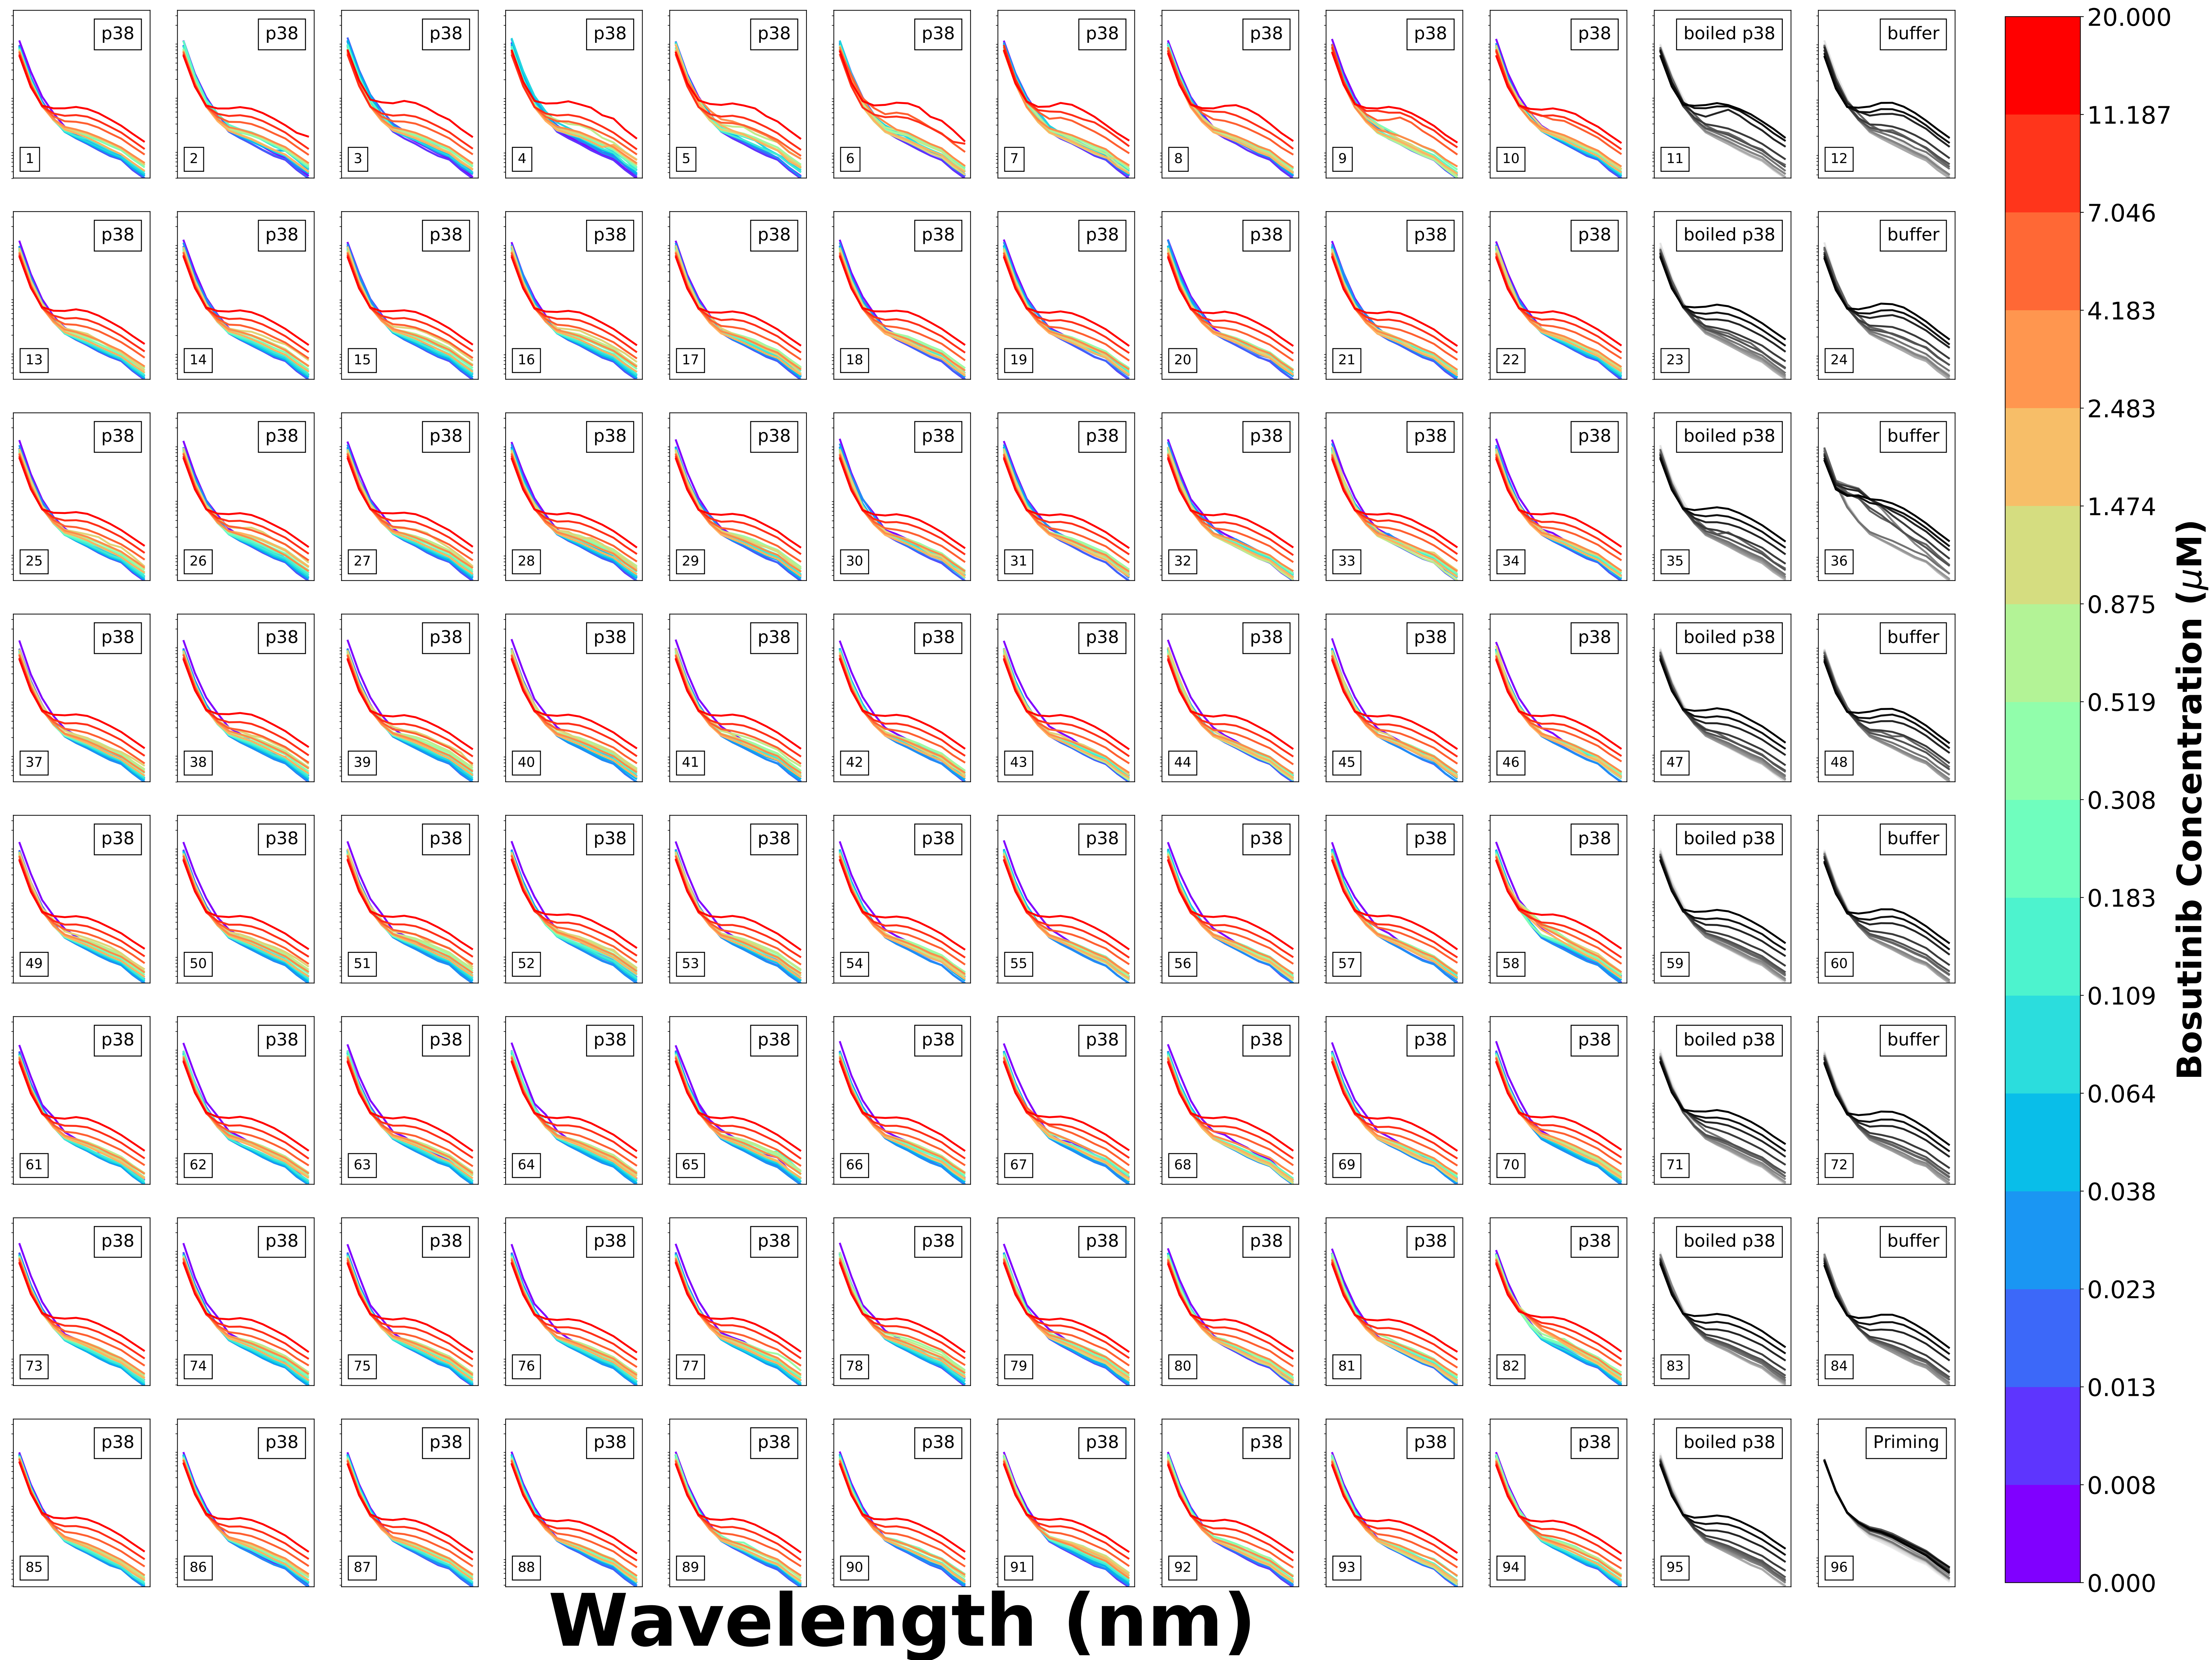 p38 p38 p38 p38 p38 p38 p38 p38 p38 p38 boiled p38 buffer
1 2 3 4 5 6 7 8 9 10 11 12
p38 p38 p38 p38 p38 p38 p38 p38 p38 p38 boiled p38 buffer
13 14 15 16 17 18 19 20 21 22 23 24
p38 p38 p38 p38 p38 p38 p38 p38 p38 p38 boiled p38 buffer
25 26 27 28 29 30 31 32 33 34 35 36
p38 p38 p38 p38 p38 p38 p38 p38 p38 p38 boiled p38 buffer
37 38 39 40 41 42 43 44 45 46 47 48
p38 p38 p38 p38 p38 p38 p38 p38 p38 p38 boiled p38 buffer
49 50 51 52 53 54 55 56 57 58 59 60
p38 p38 p38 p38 p38 p38 p38 p38 p38 p38 boiled p38 buffer
61 62 63 64 65 66 67 68 69 70 71 72
p38 p38 p38 p38 p38 p38 p38 p38 p38 p38 boiled p38 buffer
73 74 75 76 77 78 79 80 81 82 83 84
p38 p38 p38 p38 p38 p38 p38 p38 p38 p38 boiled p38 Priming
85 86 87 88 89 90 91 92 93 94 95 96
Wavelength (nm)
20.000
11.187
7.046
4.183
2.483
1.474
0.875
0.519
0.308
0.183
0.109
0.064
0.038
0.023
0.013
0.008
0.000
Bosutinib Concentration (μM)